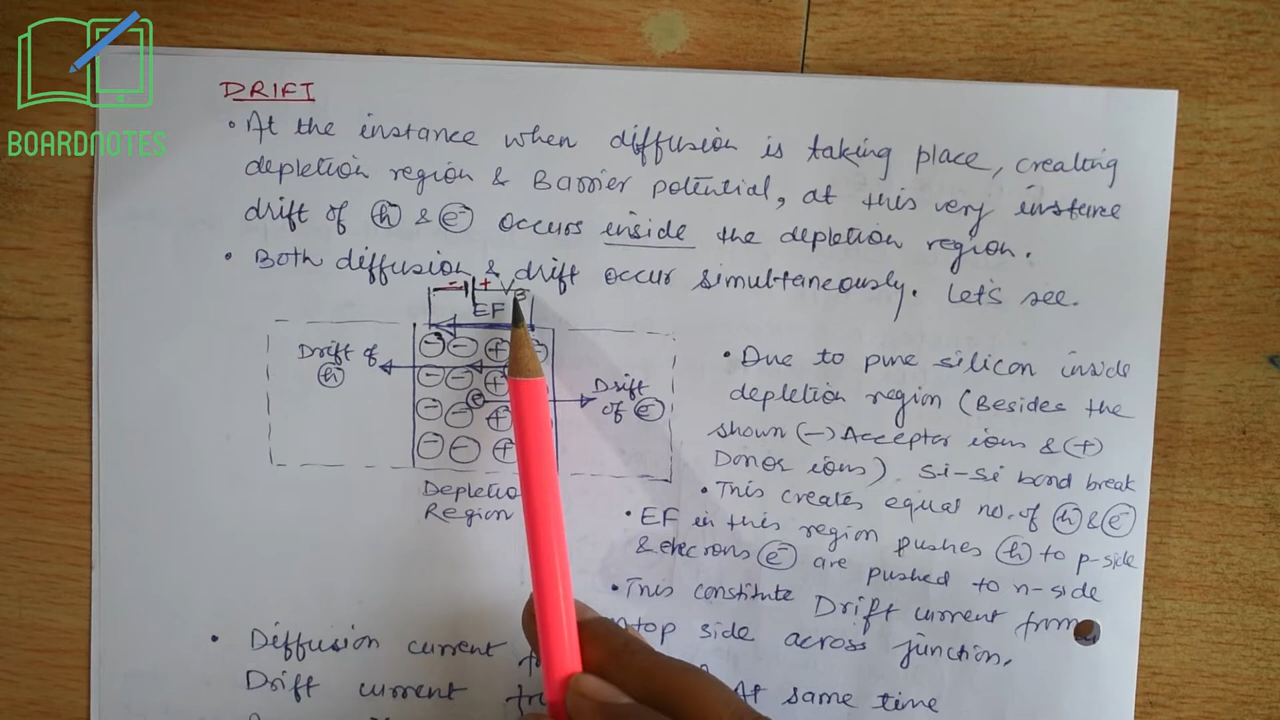 BOARDNOTES
DRIFT
• At the instance when diffusion is taking place, creating
depletion region & Barrier potential, at this very instance
drift of (h) & (e⁻) occurs inside the depletion region.
• Both diffusion & drift occur simultaneously. Let's see.
- + VB
EF
Drift of
(h)
Drift
of (e⁻)
Depletio
Region
• Due to pure silicon inside
depletion region (Besides the
shown (-) Acceptor ions & (+)
Donor ions). Si-Si bond break
• This creates equal no. of (h) & (e⁻)
• EF in this region pushes (h) to p-side
& elecrons (e⁻) are pushed to n-side
• This constitute Drift current from
ntop side across junction.
• Diffusion current
Drift current At same time